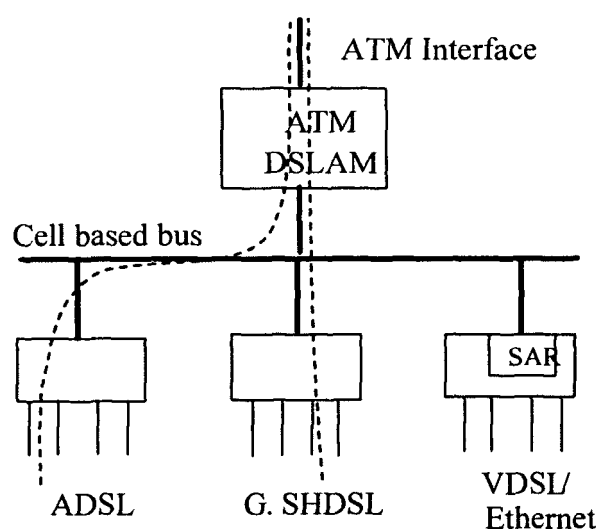 ATM Interface
ATM
DSLAM
Cell based bus
SAR
ADSL
G. SHDSL
VDSL/
Ethernet